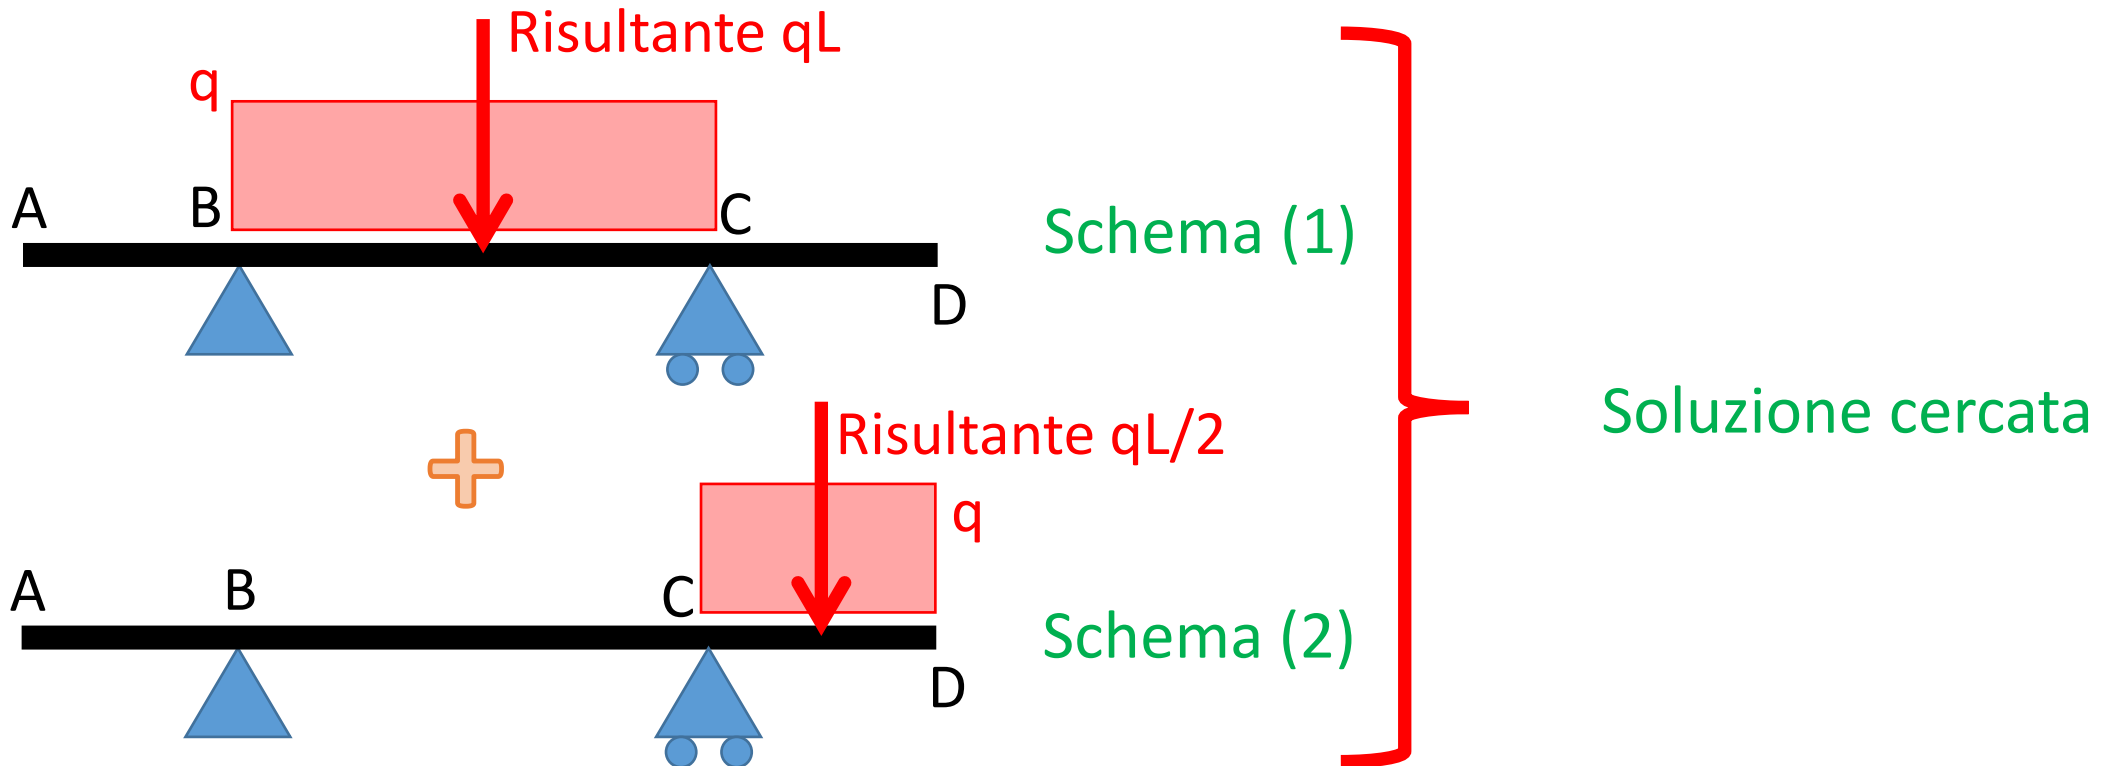 Risultante qL
q
A
B
C
Schema (1)
D
Soluzione cercata
Risultante qL/2
q
A
B
C
Schema (2)
D